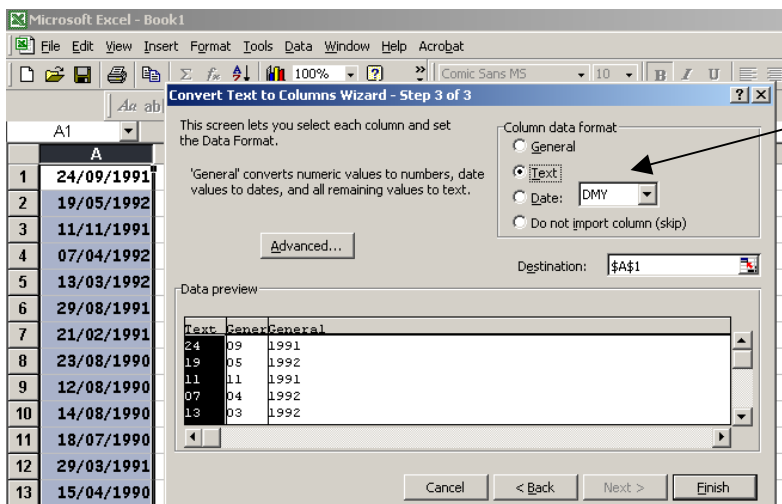 Microsoft Excel - Book1
File Edit View Insert Format Tools Data Window Help Acrobat
100% Comic Sans MS 10 B I U
Convert Text to Columns Wizard - Step 3 of 3
A1
This screen lets you select each column and set
the Data Format.
'General' converts numeric values to numbers, date
values to dates, and all remaining values to text.
Advanced...
Column data format
General
Text
Date: DMY
Do not import column (skip)
Destination: $A$1
Data preview
Text GenerGeneral
24 09 1991
19 05 1992
11 11 1991
07 04 1992
13 03 1992
Cancel < Back Next > Finish
A
1 24/09/1991
2 19/05/1992
3 11/11/1991
4 07/04/1992
5 13/03/1992
6 29/08/1991
7 21/02/1991
8 23/08/1990
9 12/08/1990
10 14/08/1990
11 18/07/1990
12 29/03/1991
13 15/04/1990